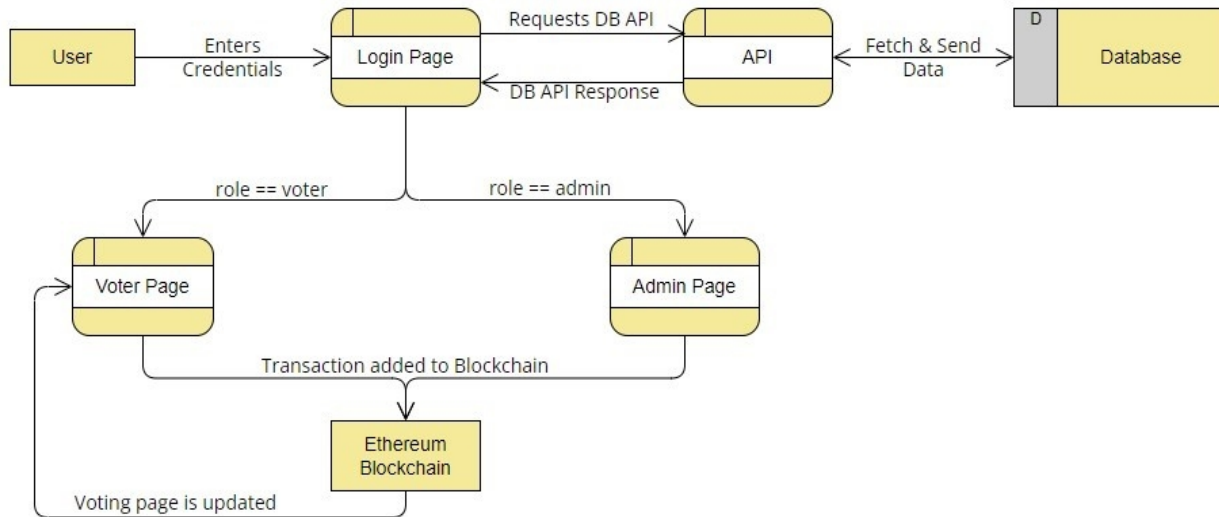 User
Enters
Credentials
Login Page
Requests DB API
DB API Response
API
Fetch & Send
Data
D
Database
role == voter
role == admin
Voter Page
Admin Page
Transaction added to Blockchain
Ethereum
Blockchain
Voting page is updated